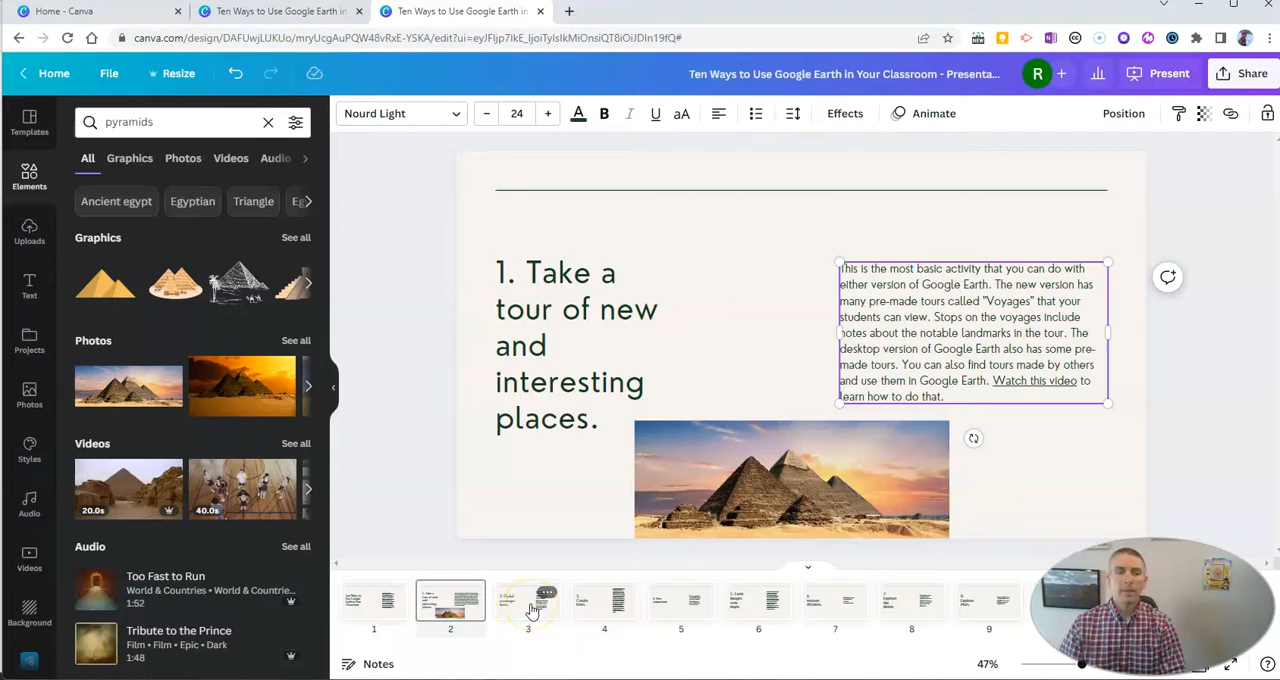 Home - Canva
Ten Ways to Use Google Earth in
Ten Ways to Use Google Earth in
canva.com/design/DAFUwjLUKUo/mryUcgAuPQW48vRxE-YSKA/edit?ui=eyJFIjp7IkE_IjoiTyIsIkMiOnsiQT8iOiJDIn19fQ#
Home
File
Resize
Ten Ways to Use Google Earth in Your Classroom - Presenta...
R
Present
Share
Templates
Elements
Uploads
Text
Projects
Photos
Styles
Audio
Videos
Background
pyramids
All
Graphics
Photos
Videos
Audio
Ancient egypt
Egyptian
Triangle
Eg
Graphics
See all
Photos
See all
Videos
See all
20.0s
40.0s
Audio
See all
Too Fast to Run
World & Countries • World & Countries...
1:52
Tribute to the Prince
Film • Film • Epic • Dark
1:48
Nourd Light
24
A
B
I
U
aA
Effects
Animate
Position
1. Take a
tour of new
and
interesting
places.
This is the most basic activity that you can do with
either version of Google Earth. The new version has
many pre-made tours called "Voyages" that your
students can view. Stops on the voyages include
notes about the notable landmarks in the tour. The
desktop version of Google Earth also has some pre-
made tours. You can also find tours made by others
and use them in Google Earth. Watch this video to
learn how to do that.
1
2
3
4
5
6
7
8
9
Notes
47%